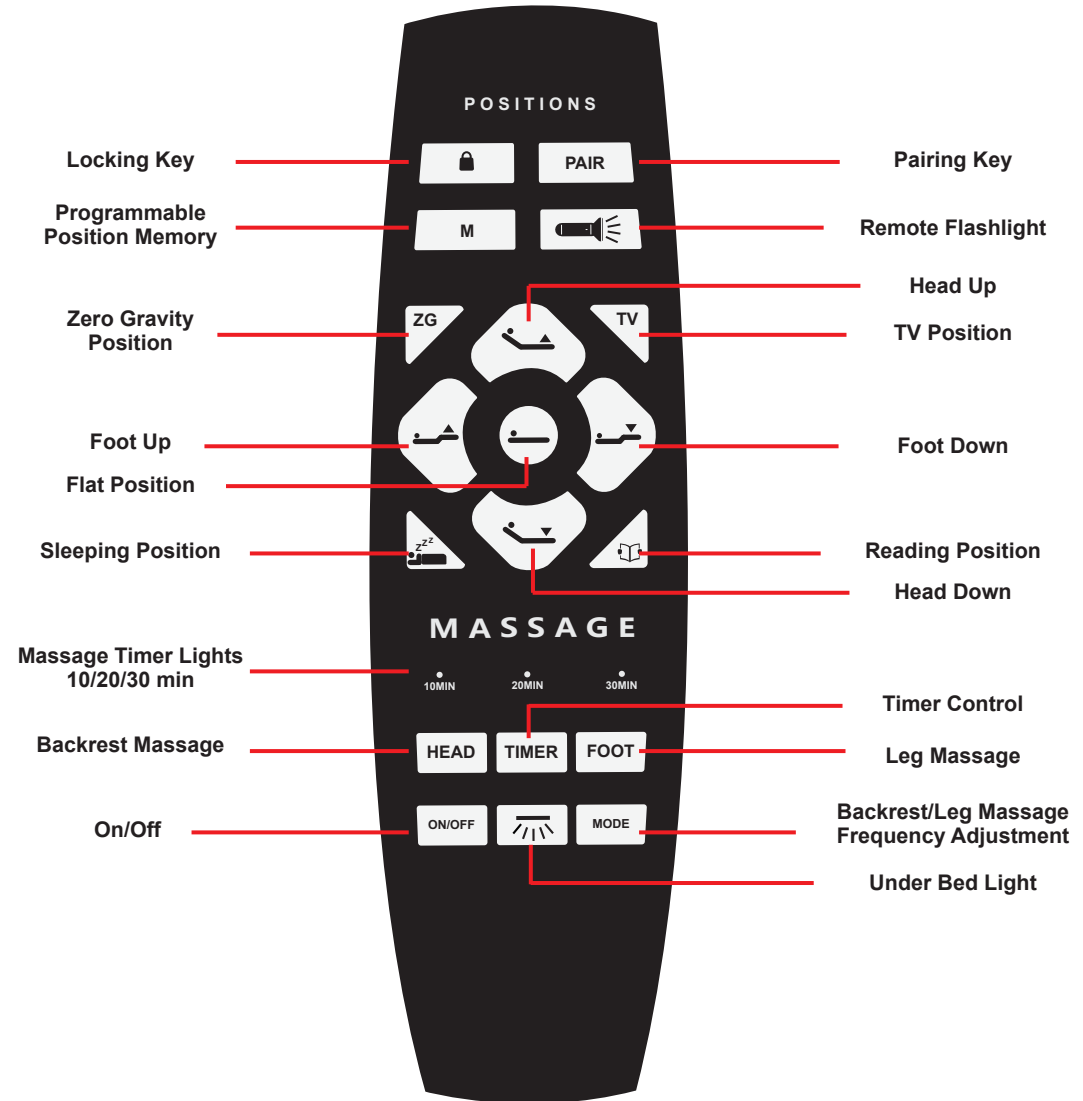 POSITIONS
Locking Key
PAIR
Pairing Key
Programmable
Position Memory
M
Remote Flashlight
Head Up
Zero Gravity
Position
ZG
TV
TV Position
Foot Up
Foot Down
Flat Position
Sleeping Position
zzz
Reading Position
Head Down
MASSAGE
Massage Timer Lights
10/20/30 min
10MIN
20MIN
30MIN
Timer Control
Backrest Massage
HEAD
TIMER
FOOT
Leg Massage
On/Off
ON/OFF
MODE
Backrest/Leg Massage
Frequency Adjustment
Under Bed Light